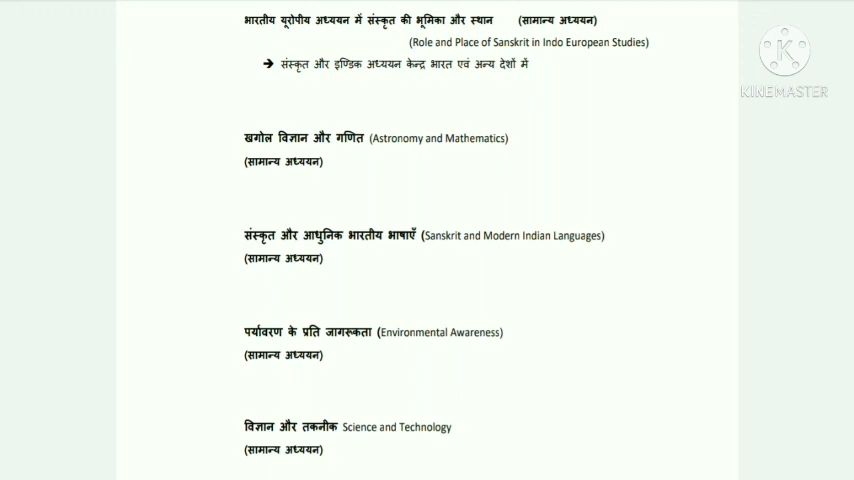 भारतीय यूरोपीय अध्ययन में संस्कृत की भूमिका और स्थान (सामान्य अध्ययन)
(Role and Place of Sanskrit in Indo European Studies)
➔ संस्कृत और इण्डिक अध्ययन केन्द्र भारत एवं अन्य देशों में
K
KINEMASTER
खगोल विज्ञान और गणित (Astronomy and Mathematics)
(सामान्य अध्ययन)
संस्कृत और आधुनिक भारतीय भाषाएँ (Sanskrit and Modern Indian Languages)
(सामान्य अध्ययन)
पर्यावरण के प्रति जागरूकता (Environmental Awareness)
(सामान्य अध्ययन)
विज्ञान और तकनीक Science and Technology
(सामान्य अध्ययन)